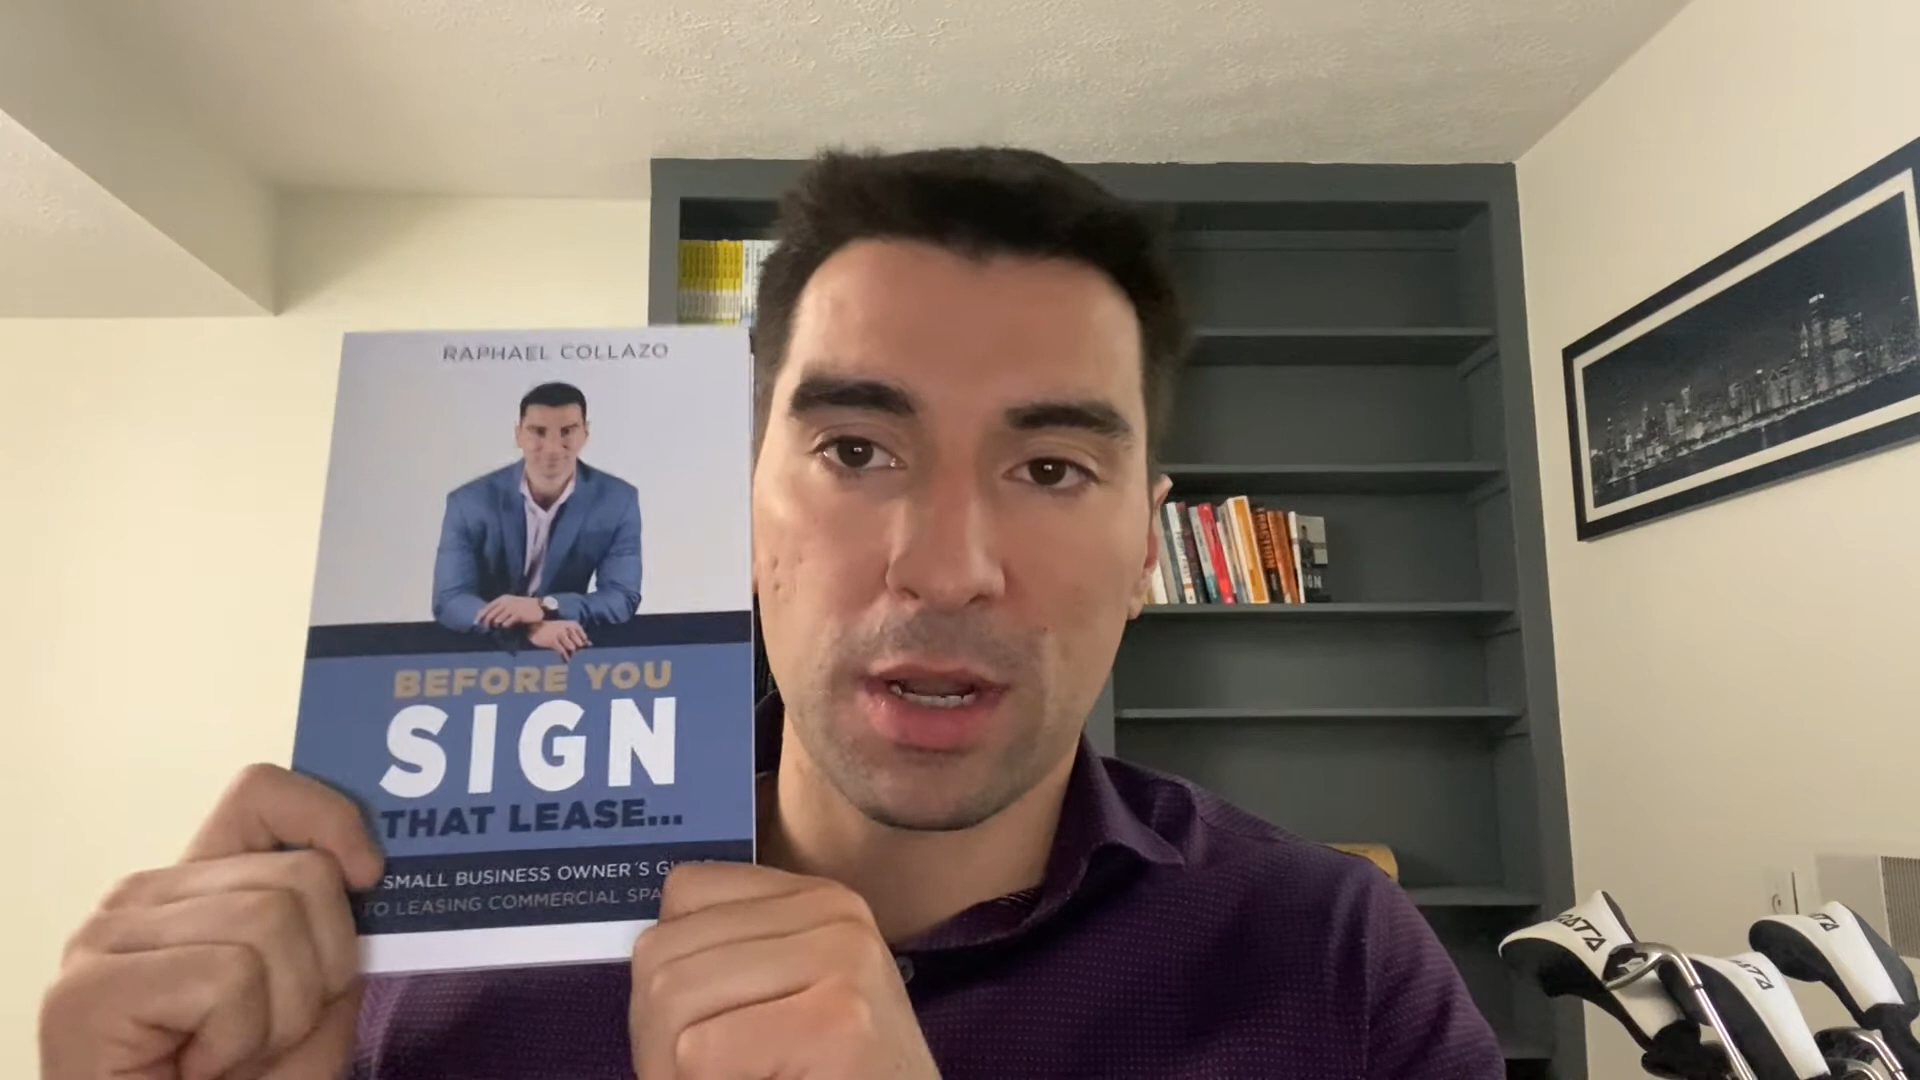 RAPHAEL COLLAZO
BEFORE YOU
SIGN
THAT LEASE...
SMALL BUSINESS OWNER'S
TO LEASING COMMERCIAL